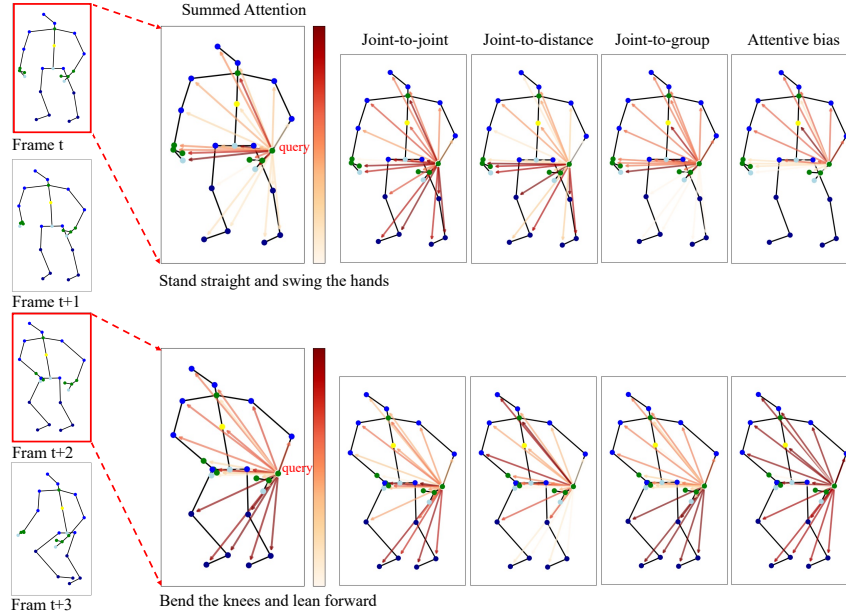 Summed Attention
Joint-to-joint
Joint-to-distance
Joint-to-group
Attentive bias
Frame t
query
Stand straight and swing the hands
Frame t+1
Fram t+2
query
Fram t+3
Bend the knees and lean forward